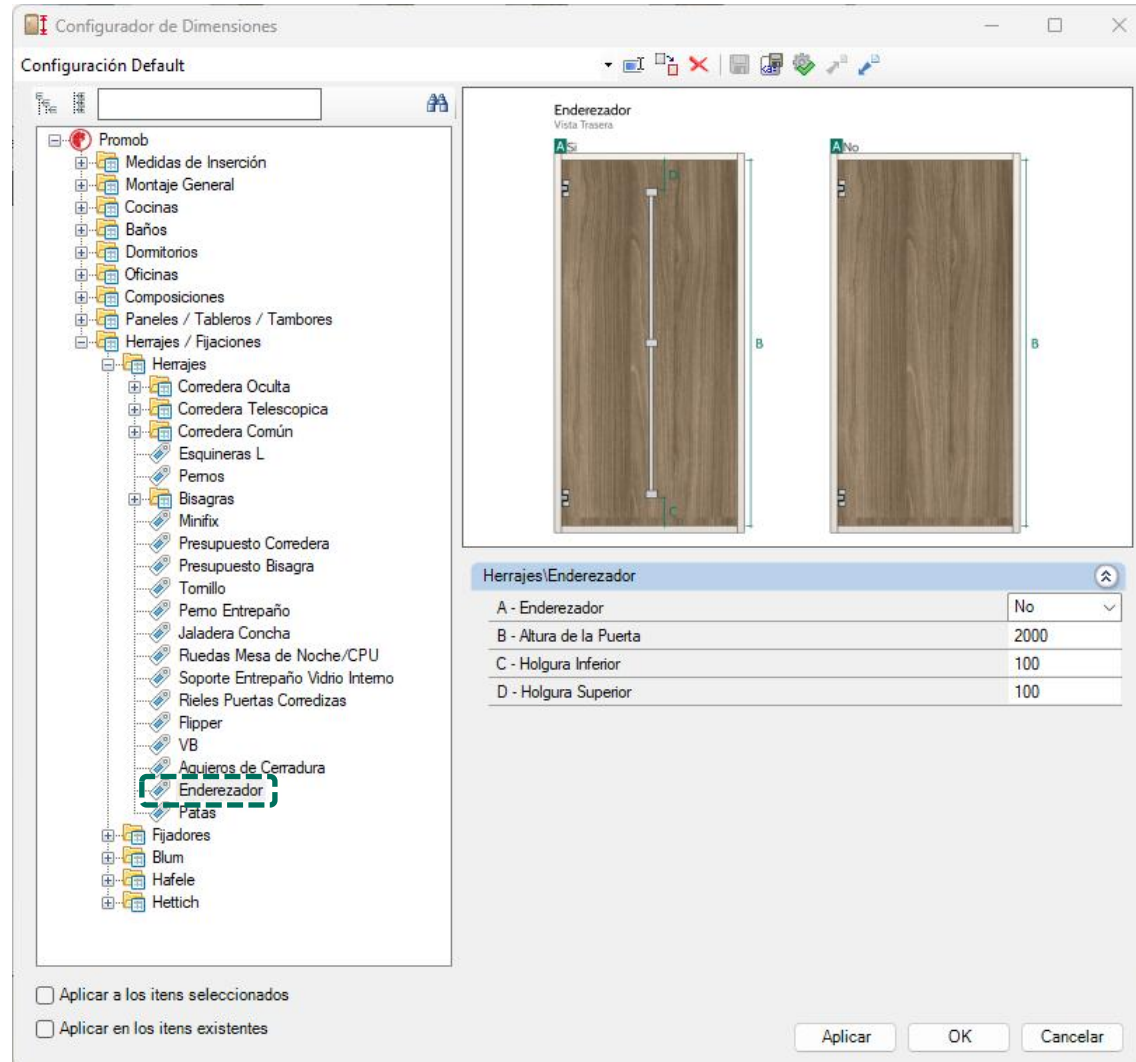 Configurador de Dimensiones
Configuración Default
Promob
Medidas de Inserción
Montaje General
Cocinas
Baños
Dormitorios
Oficinas
Composiciones
Paneles / Tableros / Tambores
Herrajes / Fijaciones
Herrajes
Corredera Oculta
Corredera Telescopica
Corredera Común
Esquineras L
Pernos
Bisagras
Minifix
Presupuesto Corredera
Presupuesto Bisagra
Tornillo
Perno Entrepaño
Jaladera Concha
Ruedas Mesa de Noche/CPU
Soporte Entrepaño Vidrio Interno
Rieles Puertas Corredizas
Flipper
VB
Agujeros de Cerradura
Enderezador
Patas
Fijadores
Blum
Hafele
Hettich
Enderezador
Vista Trasera
A Si
A No
D
B
B
C
Herrajes\Enderezador
A - Enderezador No
B - Altura de la Puerta 2000
C - Holgura Inferior 100
D - Holgura Superior 100
Aplicar a los itens seleccionados
Aplicar en los itens existentes
Aplicar OK Cancelar